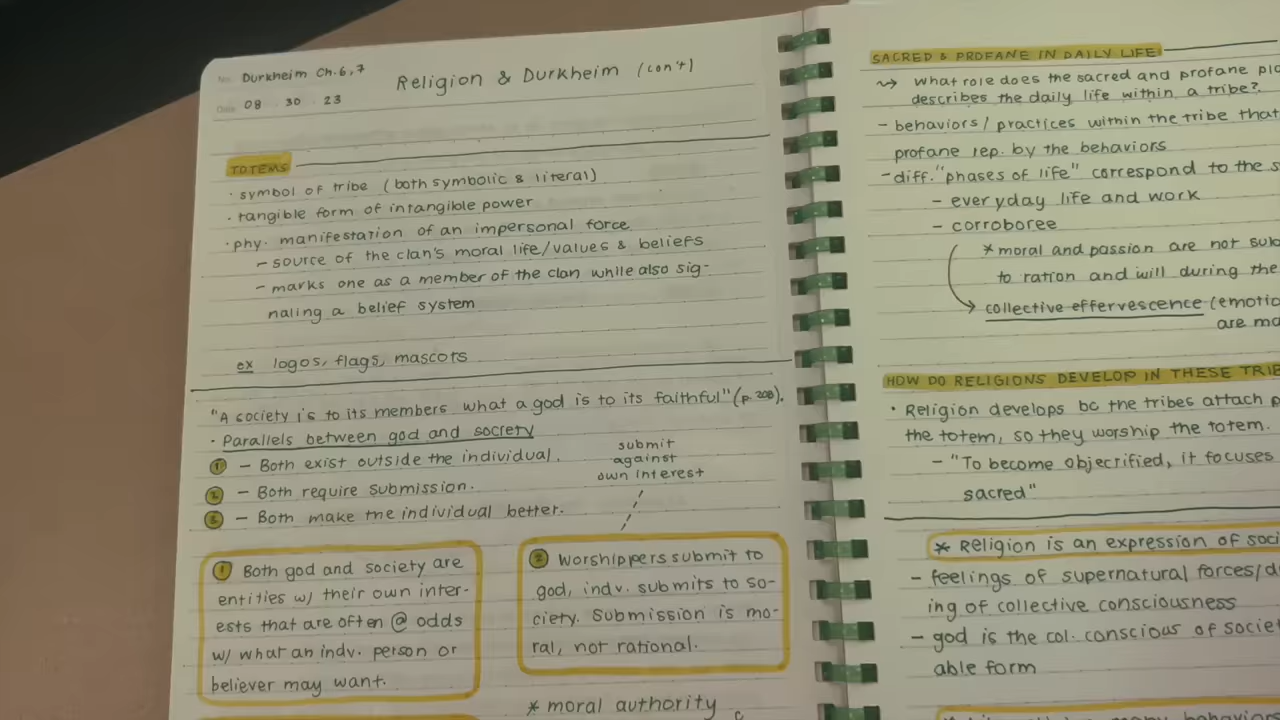 No. Durkheim Ch. 6, 7
Religion & Durkheim (con't)
Date 08 . 30 . 23
TOTEMS
· symbol of tribe (both symbolic & literal)
· tangible form of intangible power
· phy. manifestation of an impersonal force
- source of the clan's moral life/values & beliefs
- marks one as a member of the clan while also sig-
naling a belief system
ex logos, flags, mascots
"A society is to its members what a god is to its faithful" (p. 208).
· Parallels between god and society
① - Both exist outside the individual.
② - Both require submission.
③ - Both make the individual better.
submit
against
own interest
① Both god and society are
entities w/ their own inter-
ests that are often @ odds
w/ what an indv. person or
believer may want.
② Worshippers submit to
god, indv. submits to so-
ciety. Submission is mo-
ral, not rational.
* moral authority
SACRED & PROFANE IN DAILY LIFE
↝ what role does the sacred and profane
describes the daily life within a tribe?
- behaviors/practices within the tribe that
profane rep. by the behaviors
- diff. "phases of life" correspond to the
- everyday life and work
- corroboree
* moral and passion are not
to ration and will during the
→ collective effervescence (
are
HOW DO RELIGIONS DEVELOP IN THESE
· Religion develops bc the tribes attach
the totem, so they worship the totem.
- "To become objectified, it focuses
sacred"
* Religion is an expression of
- feelings of supernatural forces/
ing of collective consciousness
- god is the col. conscious of
able form